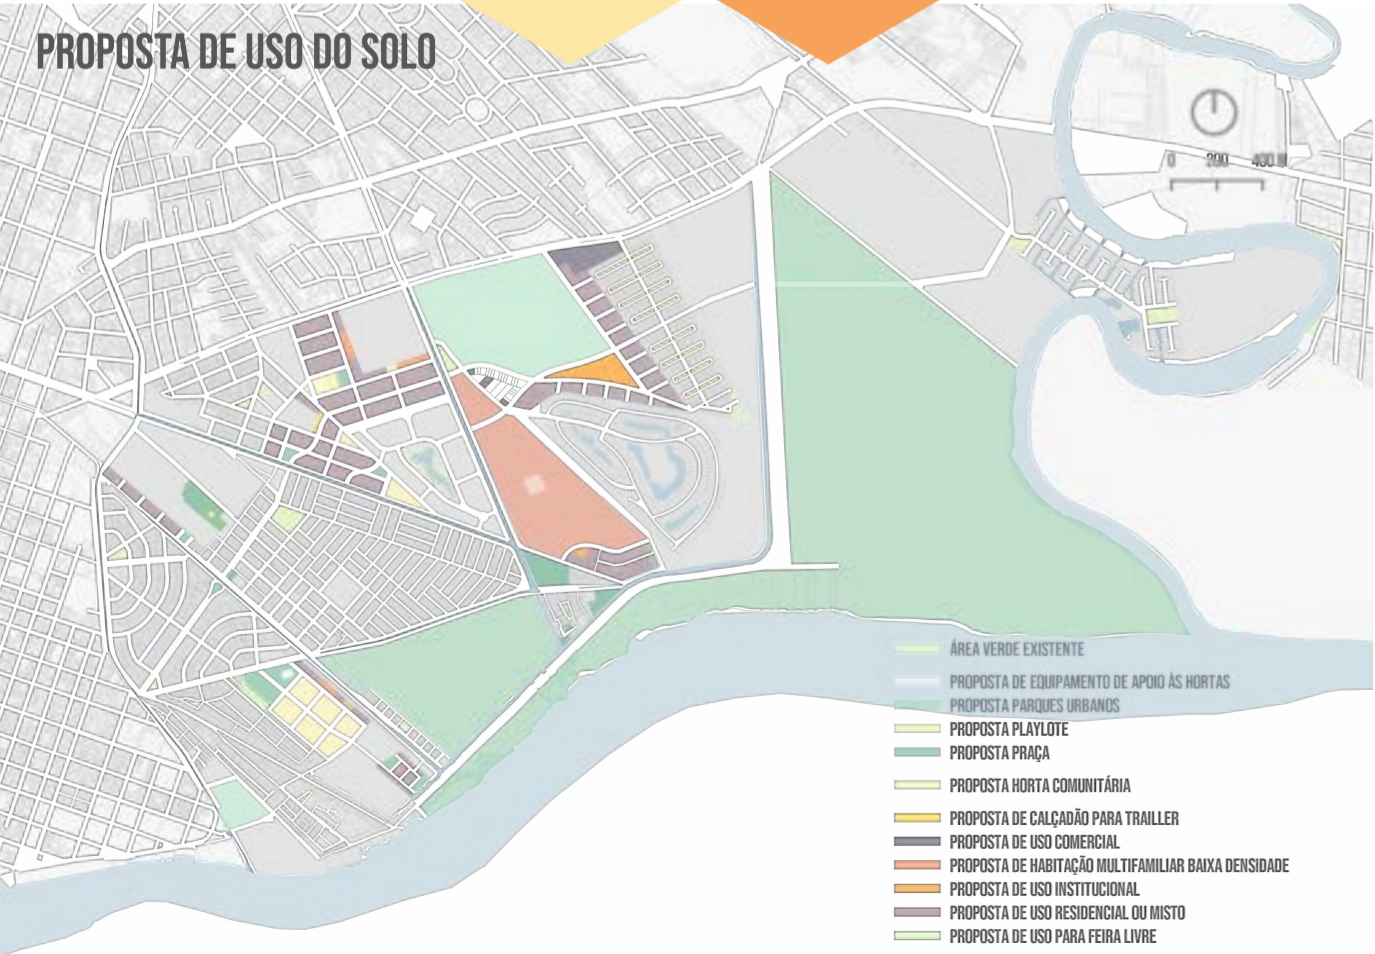 PROPOSTA DE USO DO SOLO
0 200 400 M
ÁREA VERDE EXISTENTE
PROPOSTA DE EQUIPAMENTO DE APOIO ÀS HORTAS
PROPOSTA PARQUES URBANOS
PROPOSTA PLAYLOTE
PROPOSTA PRAÇA
PROPOSTA HORTA COMUNITÁRIA
PROPOSTA DE CALÇADÃO PARA TRAILLER
PROPOSTA DE USO COMERCIAL
PROPOSTA DE HABITAÇÃO MULTIFAMILIAR BAIXA DENSIDADE
PROPOSTA DE USO INSTITUCIONAL
PROPOSTA DE USO RESIDENCIAL OU MISTO
PROPOSTA DE USO PARA FEIRA LIVRE